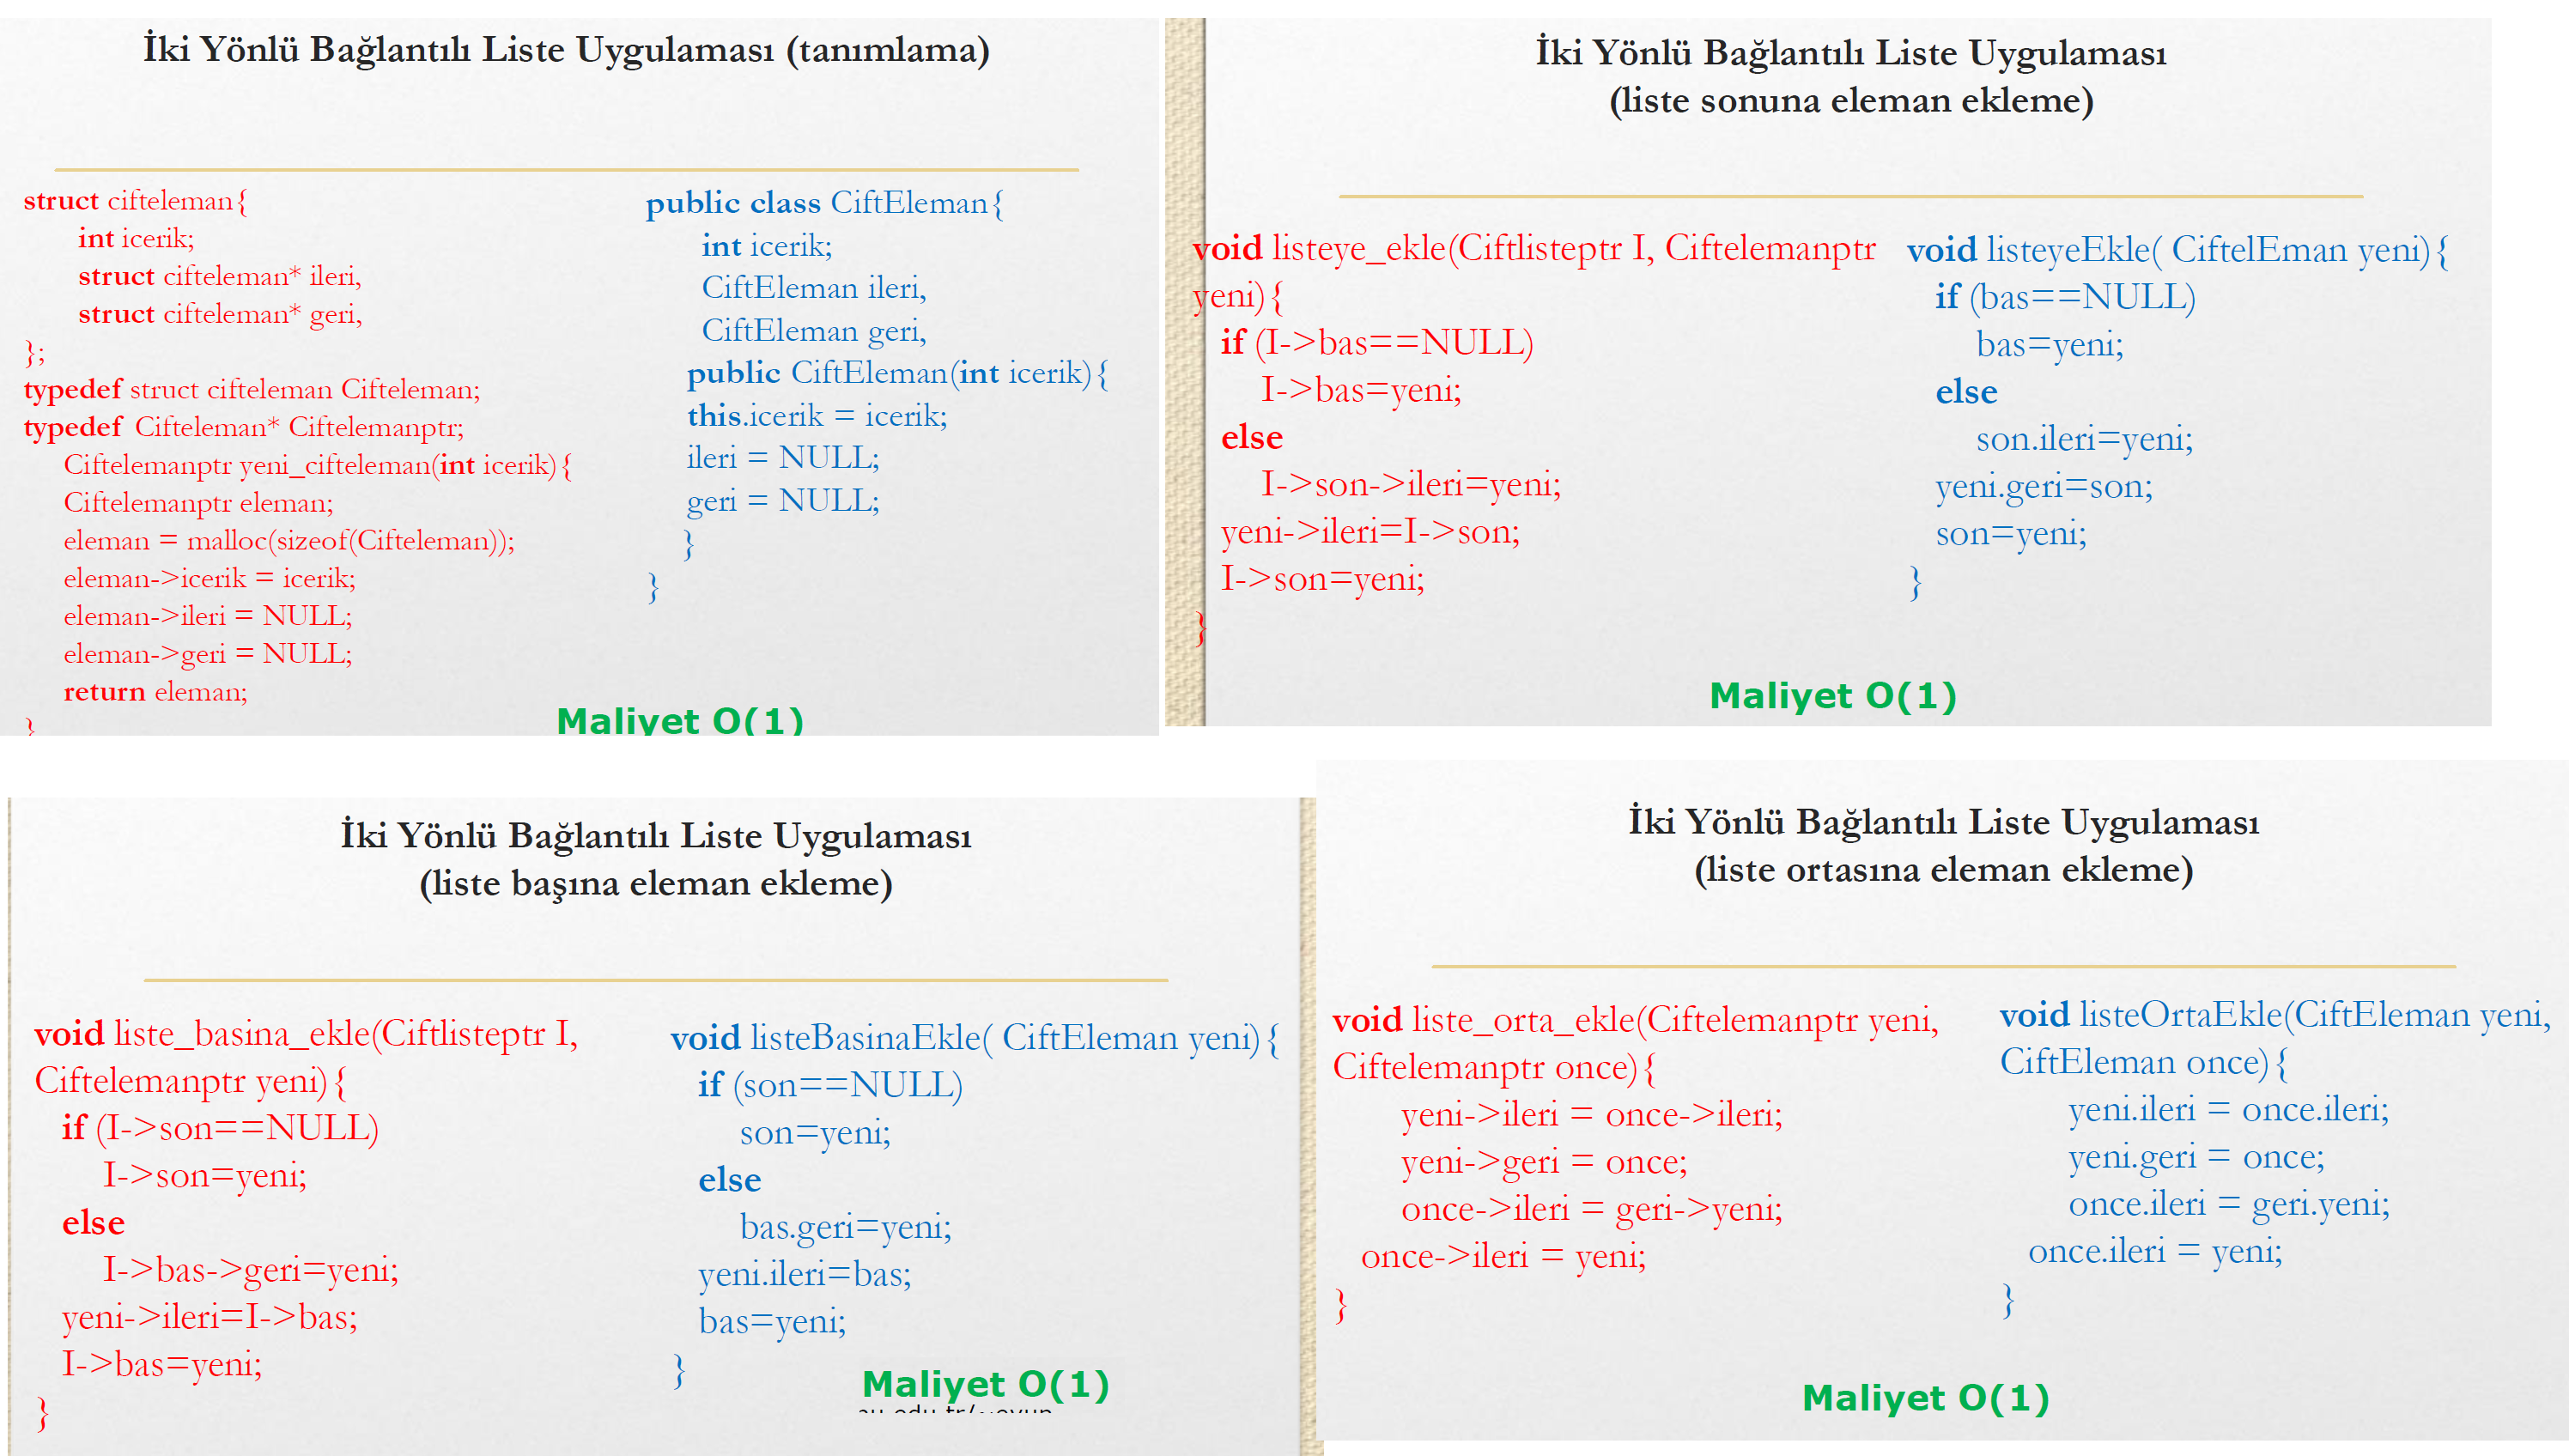 İki Yönlü Bağlantılı Liste Uygulaması (tanımlama)
struct cifteleman{
int icerik;
struct cifteleman* ileri,
struct cifteleman* geri,
};
typedef struct cifteleman Cifteleman;
typedef Cifteleman* Ciftelemanptr;
Ciftelemanptr yeni_cifteleman(int icerik){
Ciftelemanptr eleman;
eleman = malloc(sizeof(Cifteleman));
eleman->icerik = icerik;
eleman->ileri = NULL;
eleman->geri = NULL;
return eleman;
}
public class CiftEleman{
int icerik;
CiftEleman ileri,
CiftEleman geri,
public CiftEleman(int icerik){
this.icerik = icerik;
ileri = NULL;
geri = NULL;
}
}
Maliyet O(1)
İki Yönlü Bağlantılı Liste Uygulaması
(liste sonuna eleman ekleme)
void listeye_ekle(Ciftlisteptr I, Ciftelemanptr
yeni){
if (I->bas==NULL)
I->bas=yeni;
else
I->son->ileri=yeni;
yeni->ileri=I->son;
I->son=yeni;
}
void listeyeEkle( CiftelEman yeni){
if (bas==NULL)
bas=yeni;
else
son.ileri=yeni;
yeni.geri=son;
son=yeni;
}
Maliyet O(1)
İki Yönlü Bağlantılı Liste Uygulaması
(liste başına eleman ekleme)
void liste_basina_ekle(Ciftlisteptr I,
Ciftelemanptr yeni){
if (I->son==NULL)
I->son=yeni;
else
I->bas->geri=yeni;
yeni->ileri=I->bas;
I->bas=yeni;
}
void listeBasinaEkle( CiftEleman yeni){
if (son==NULL)
son=yeni;
else
bas.geri=yeni;
yeni.ileri=bas;
bas=yeni;
}
Maliyet O(1)
İki Yönlü Bağlantılı Liste Uygulaması
(liste ortasına eleman ekleme)
void liste_orta_ekle(Ciftelemanptr yeni,
Ciftelemanptr once){
yeni->ileri = once->ileri;
yeni->geri = once;
once->ileri = geri->yeni;
once->ileri = yeni;
}
void listeOrtaEkle(CiftEleman yeni,
CiftEleman once){
yeni.ileri = once.ileri;
yeni.geri = once;
once.ileri = geri.yeni;
once.ileri = yeni;
}
Maliyet O(1)